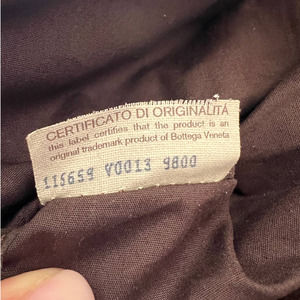 CERTIFICATO DI ORIGINALITÀ
this label certifies that the product is an
original trademark product of Bottega Veneta
115659 V0013 9800